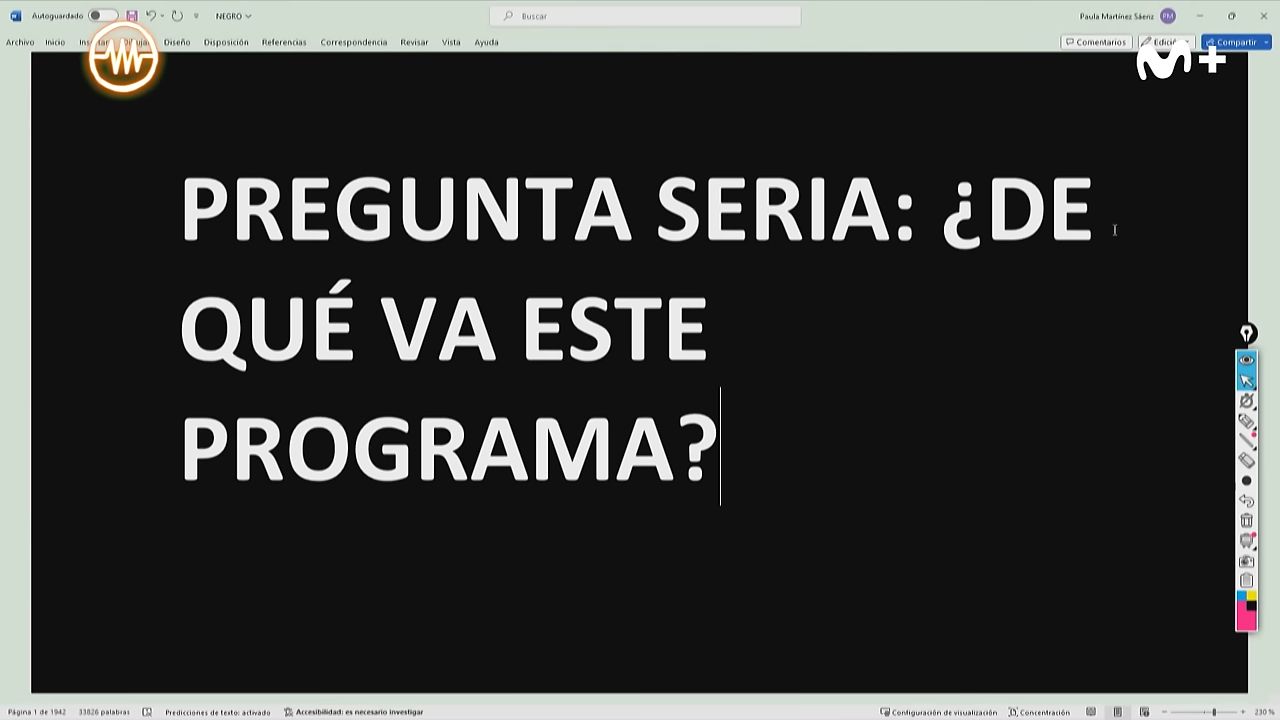 Autoguardado
NEGRO
Buscar
Paula Martínez Sáenz
PM
Archivo Inicio Diseño Disposición Referencias Correspondencia Revisar Vista Ayuda
Comentarios
Compartir
M+
PREGUNTA SERIA: ¿DE
QUÉ VA ESTE
PROGRAMA?
Página 1 de 1942 33826 palabras Predicciones de texto: activado Accesibilidad: es necesario investigar
Configuración de visualización Concentración 230 %